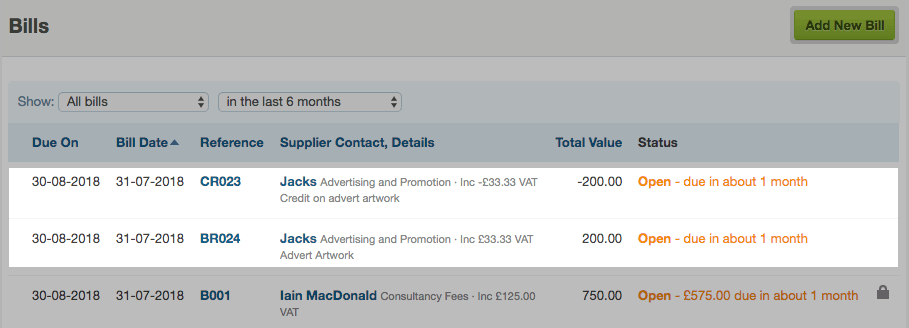 Bills
Add New Bill
Show: All bills in the last 6 months
Due On Bill Date Reference Supplier Contact, Details Total Value Status
30-08-2018 31-07-2018 CR023 Jacks Advertising and Promotion · Inc -£33.33 VAT -200.00 Open - due in about 1 month
Credit on advert artwork
30-08-2018 31-07-2018 BR024 Jacks Advertising and Promotion · Inc £33.33 VAT 200.00 Open - due in about 1 month
Advert Artwork
30-08-2018 31-07-2018 B001 Iain MacDonald Consultancy Fees · Inc £125.00 750.00 Open - £575.00 due in about 1 month
VAT